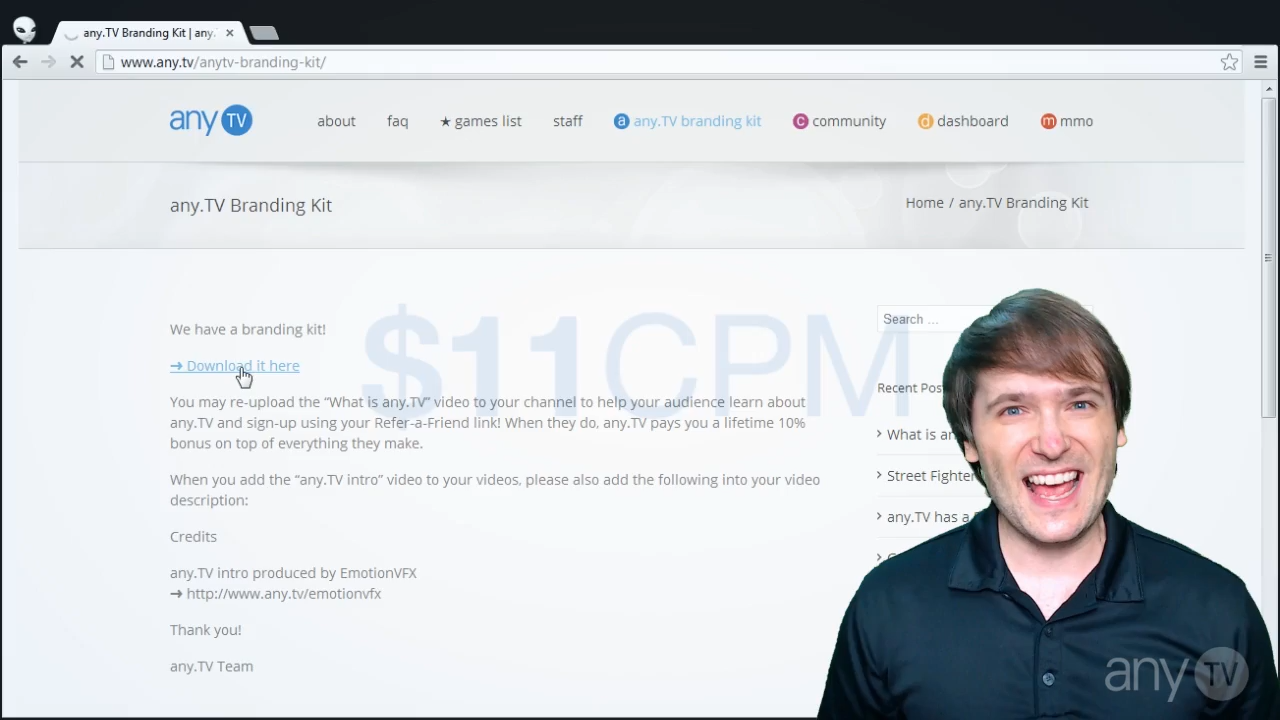 any.TV Branding Kit | any.
www.any.tv/anytv-branding-kit/
any TV
about
faq
★ games list
staff
a any.TV branding kit
c community
d dashboard
m mmo
any.TV Branding Kit
Home / any.TV Branding Kit
$11CPM
We have a branding kit!
➜ Download it here
You may re-upload the “What is any.TV” video to your channel to help your audience learn about
any.TV and sign-up using your Refer-a-Friend link! When they do, any.TV pays you a lifetime 10%
bonus on top of everything they make.
When you add the “any.TV intro” video to your videos, please also add the following into your video
description:
Credits
any.TV intro produced by EmotionVFX
➜ http://www.any.tv/emotionvfx
Thank you!
any.TV Team
Search ...
Recent
What is
Street Fighter
any.TV has a
any TV